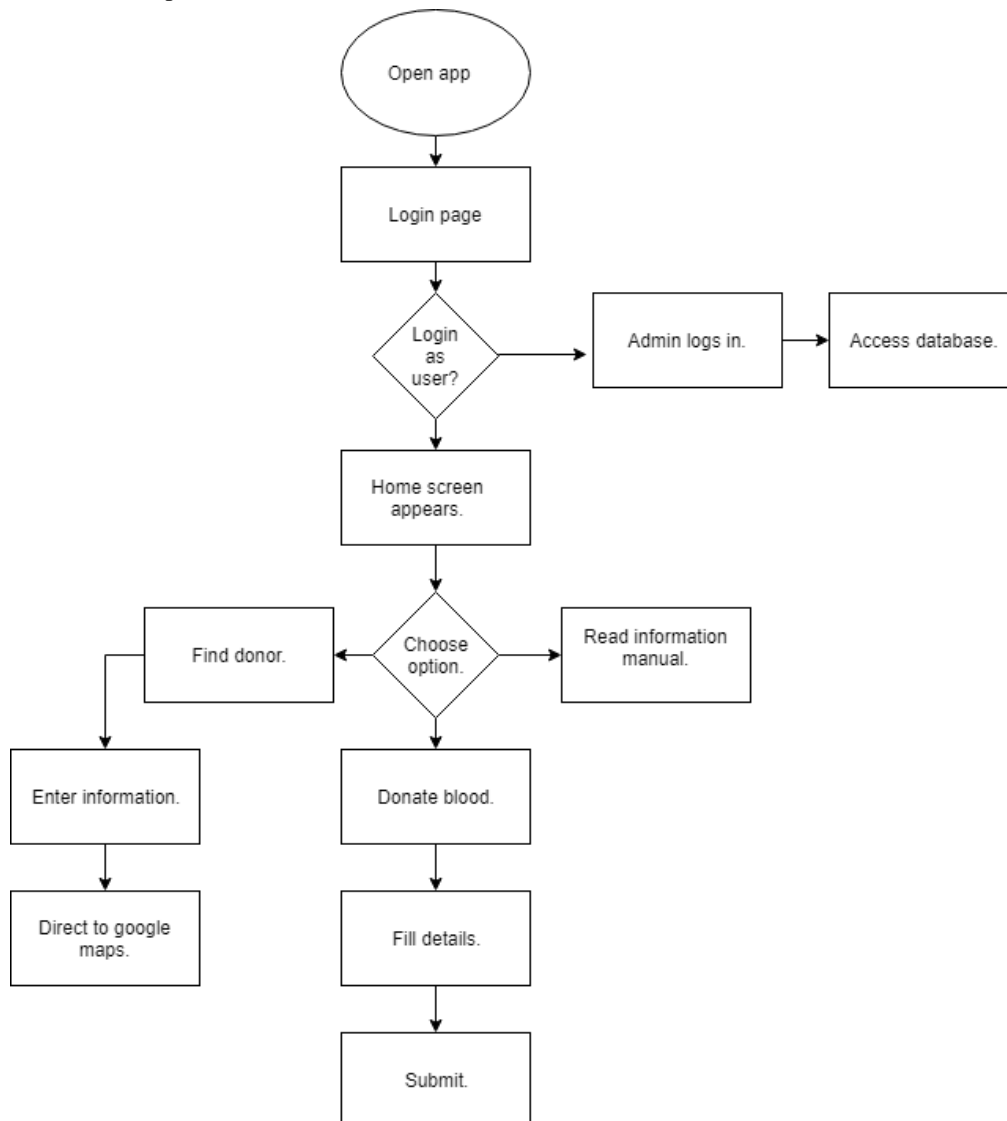 Open app
Login page
Login
as
user?
Admin logs in.
Access database.
Home screen
appears.
Find donor.
Choose
option.
Read information
manual.
Enter information.
Donate blood.
Direct to google
maps.
Fill details.
Submit.